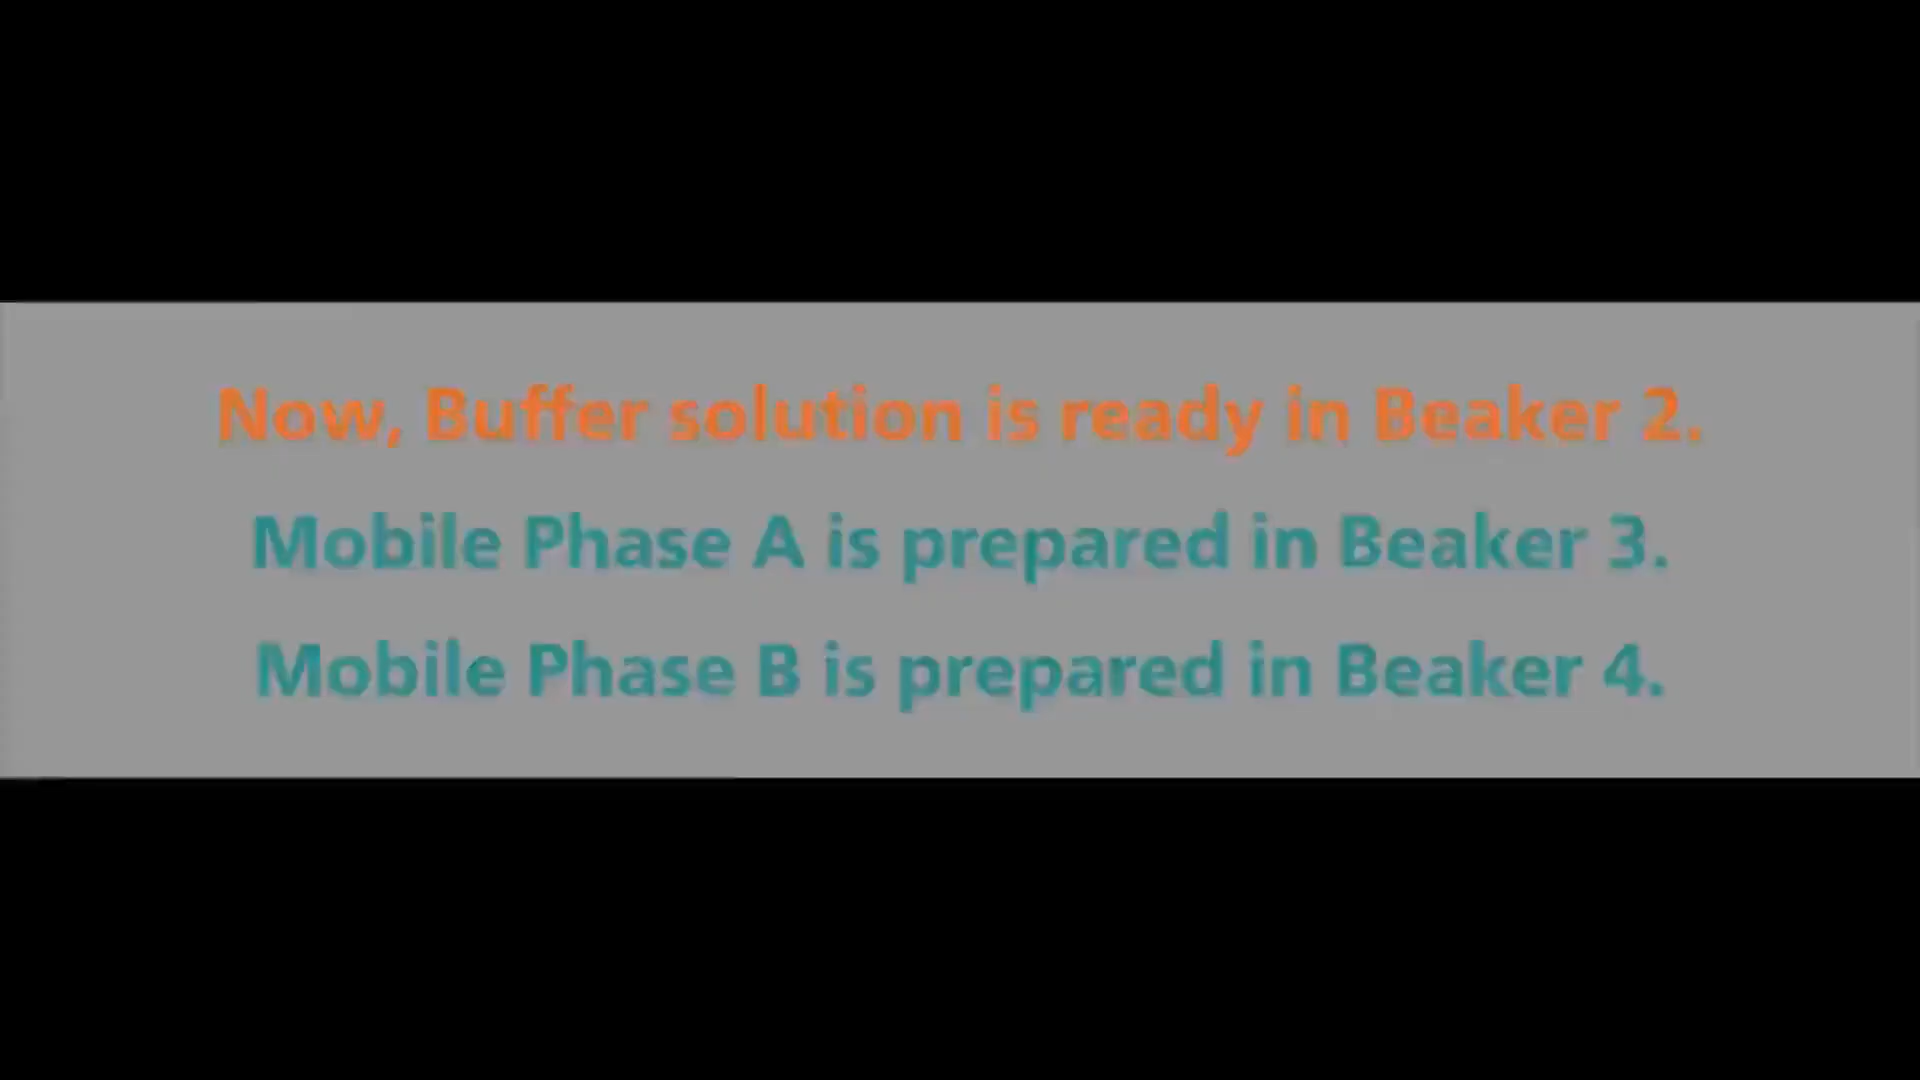 Now, Buffer solution is ready in Beaker 2.
Mobile Phase A is prepared in Beaker 3.
Mobile Phase B is prepared in Beaker 4.